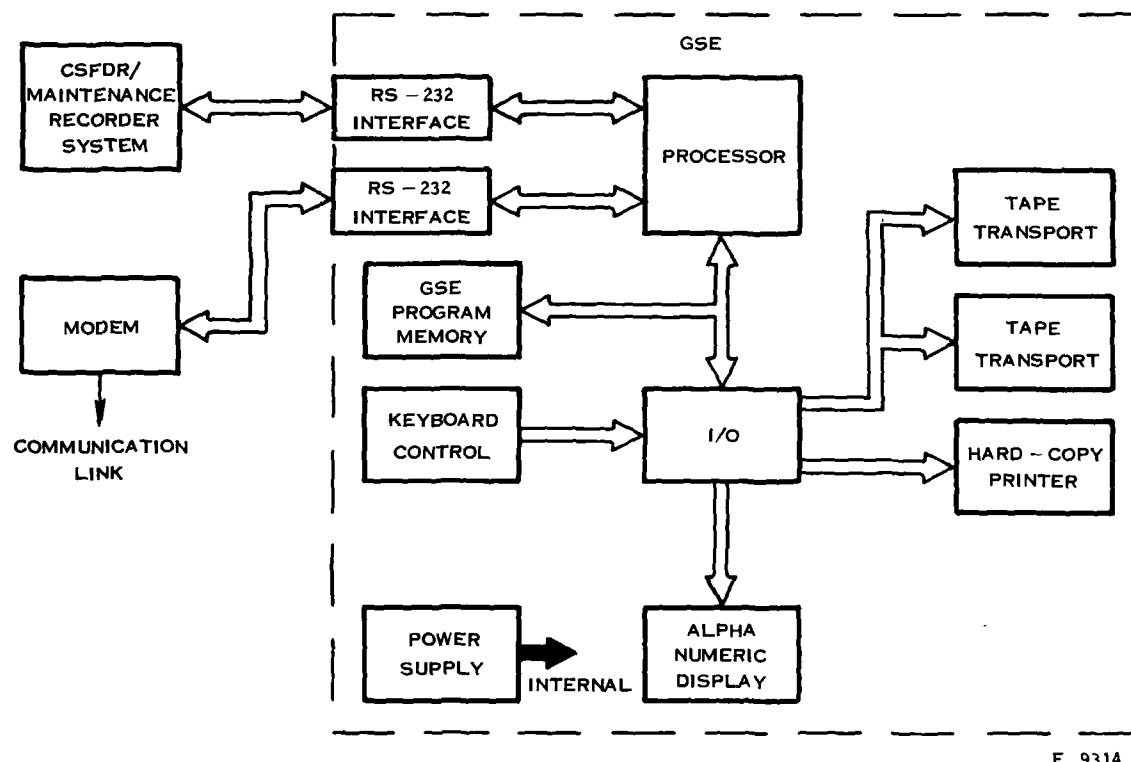 GSE
CSFDR/
MAINTENANCE
RECORDER
SYSTEM
RS - 232
INTERFACE
PROCESSOR
RS - 232
INTERFACE
TAPE
TRANSPORT
GSE
PROGRAM
MEMORY
MODEM
TAPE
TRANSPORT
KEYBOARD
CONTROL
I/O
HARD - COPY
PRINTER
COMMUNICATION
LINK
POWER
SUPPLY
INTERNAL
ALPHA
NUMERIC
DISPLAY
F 931A